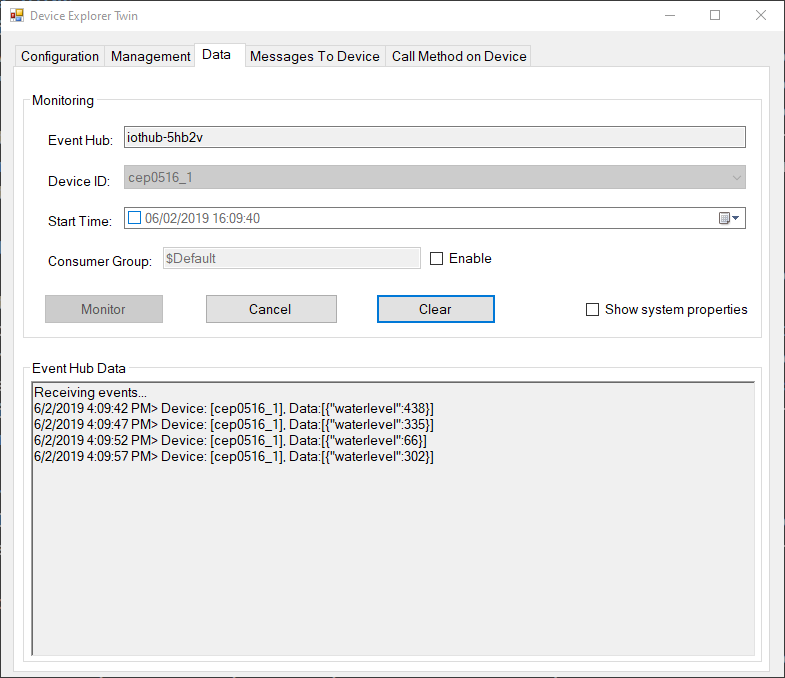 Device Explorer Twin
Configuration Management Data Messages To Device Call Method on Device
Monitoring
Event Hub: iothub-5hb2v
Device ID: cep0516_1
Start Time: 06/02/2019 16:09:40
Consumer Group: $Default Enable
Monitor Cancel Clear Show system properties
Event Hub Data
Receiving events...
6/2/2019 4:09:42 PM> Device: [cep0516_1], Data:[{"waterlevel":438}]
6/2/2019 4:09:47 PM> Device: [cep0516_1], Data:[{"waterlevel":335}]
6/2/2019 4:09:52 PM> Device: [cep0516_1], Data:[{"waterlevel":66}]
6/2/2019 4:09:57 PM> Device: [cep0516_1], Data:[{"waterlevel":302}]